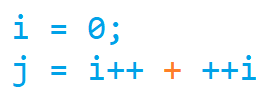 i = 0;
j = i++ + ++i